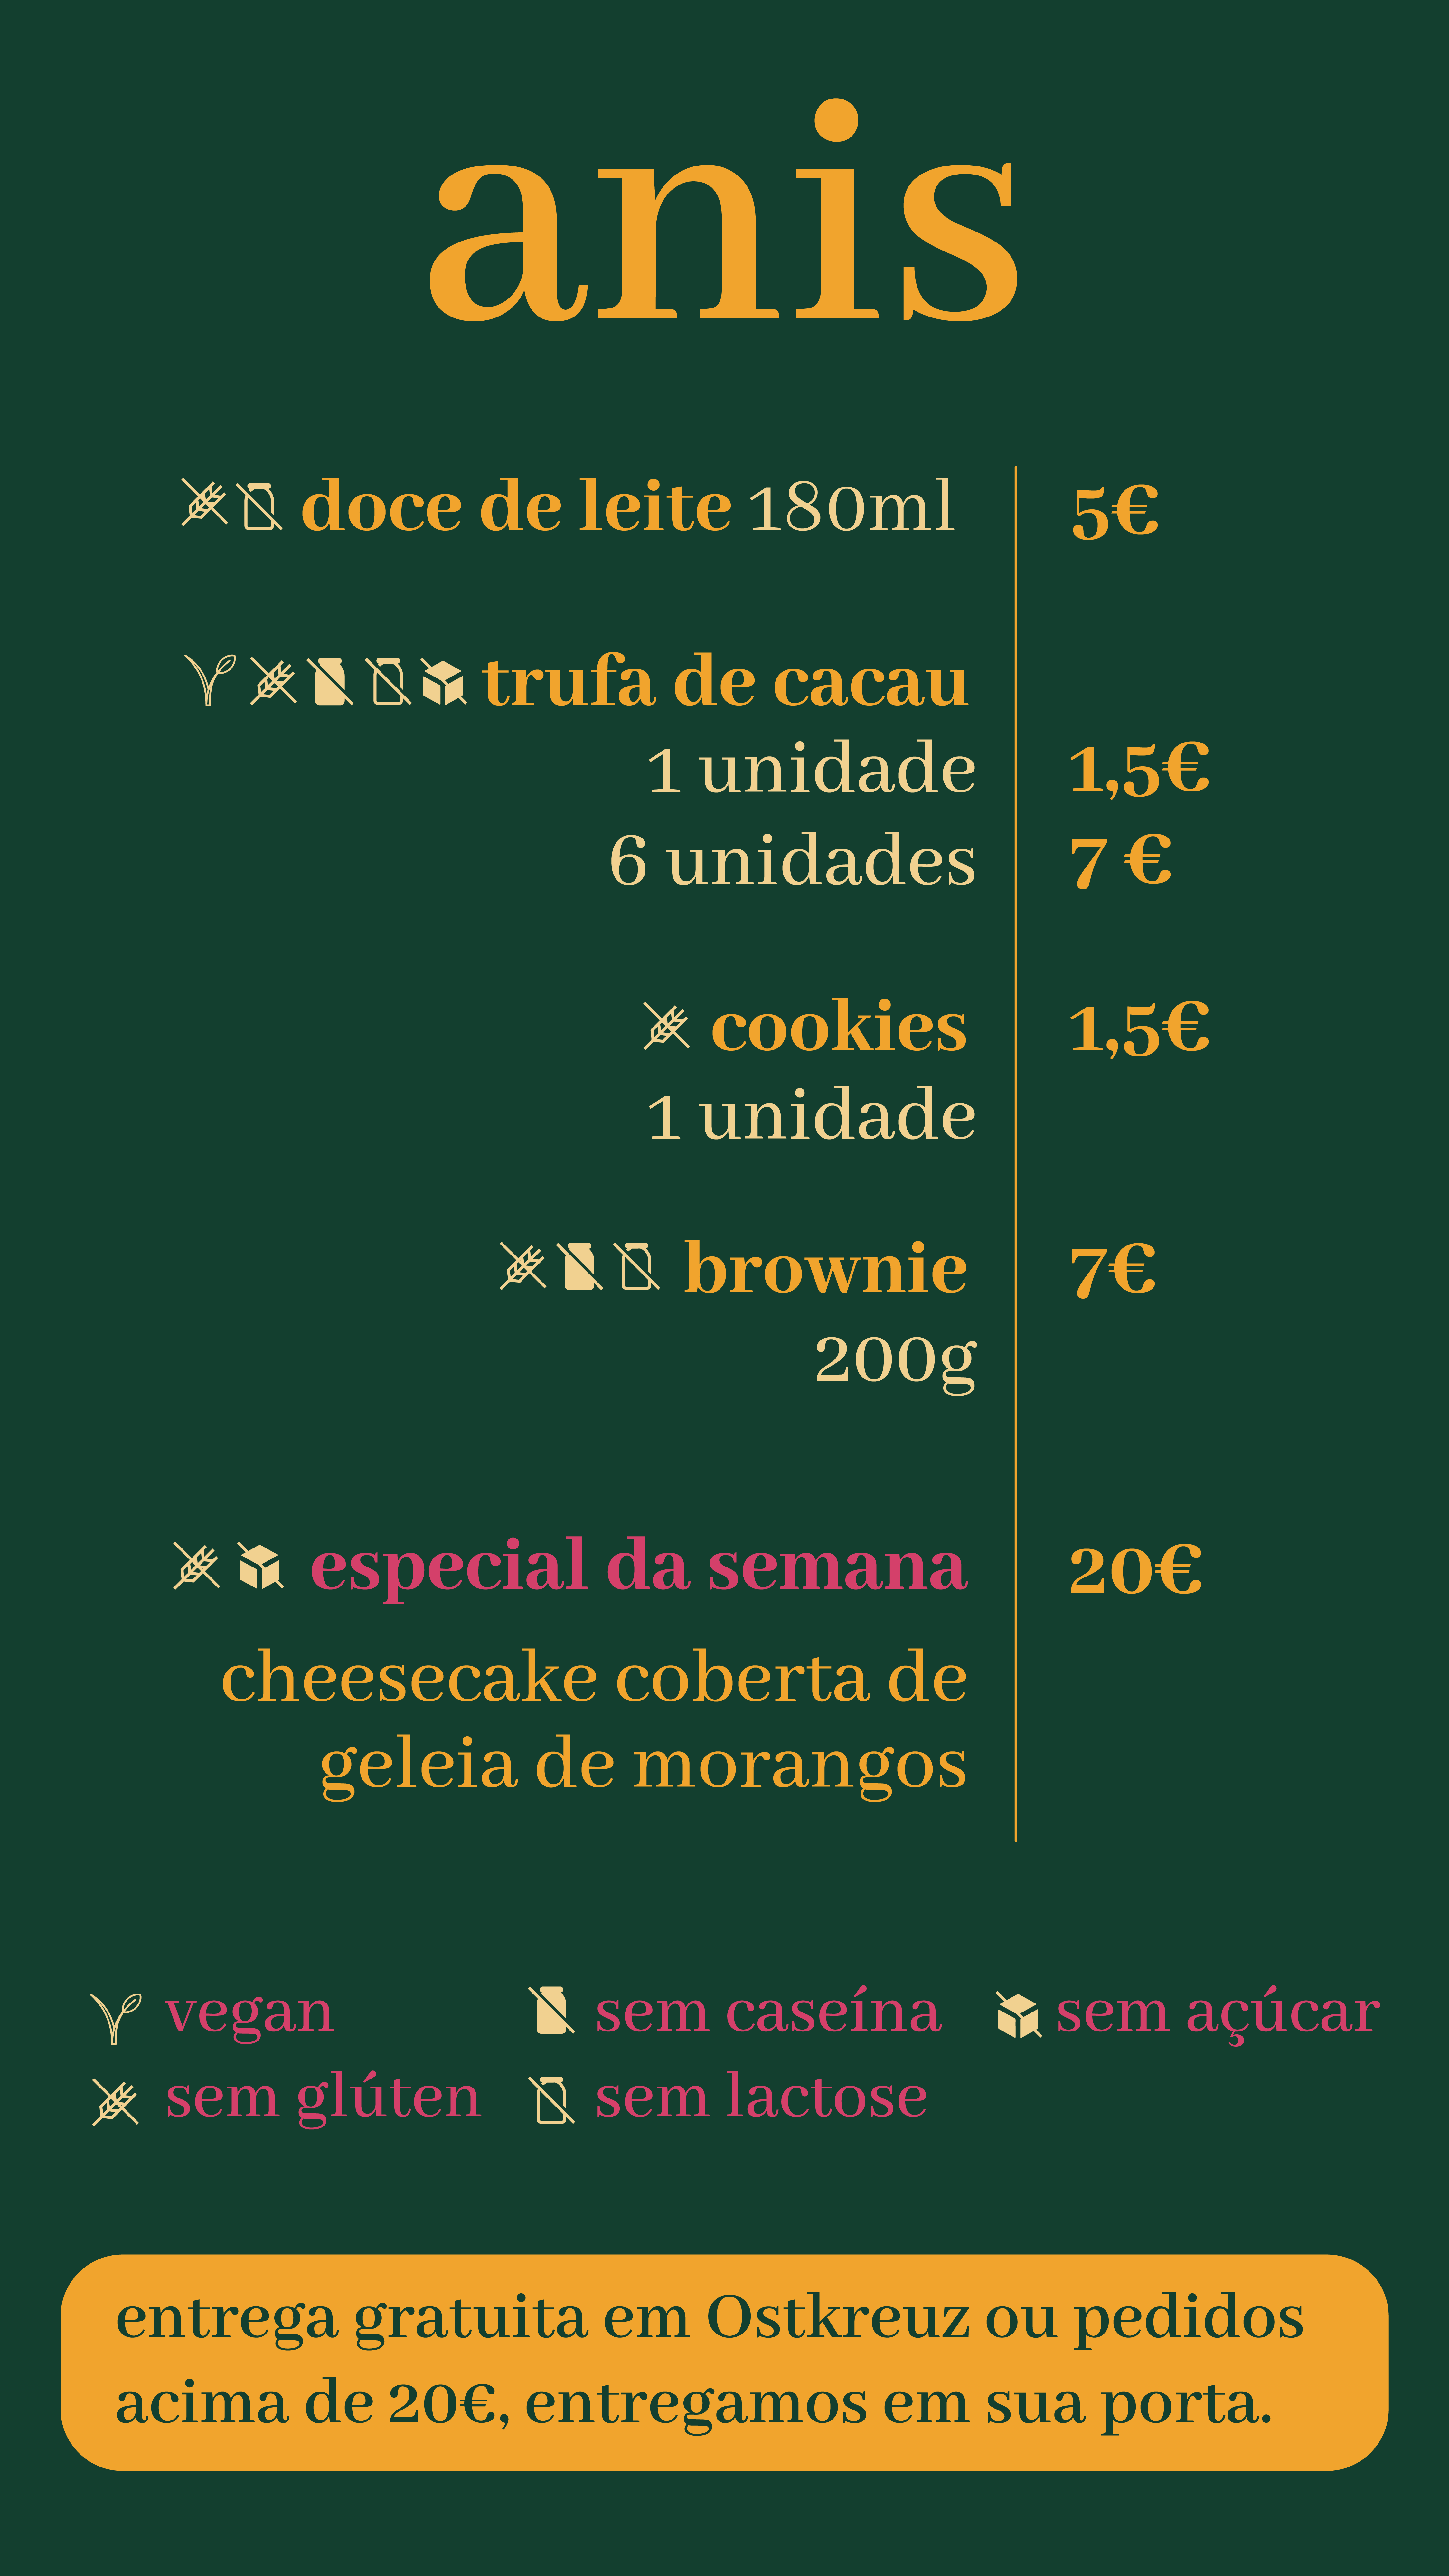 anis
doce de leite 180ml 5€
trufa de cacau
1 unidade 1,5€
6 unidades 7 €
cookies 1,5€
1 unidade
brownie 7€
200g
especial da semana 20€
cheesecake coberta de
geleia de morangos
vegan sem caseína sem açúcar
sem glúten sem lactose
entrega gratuita em Ostkreuz ou pedidos
acima de 20€, entregamos em sua porta.